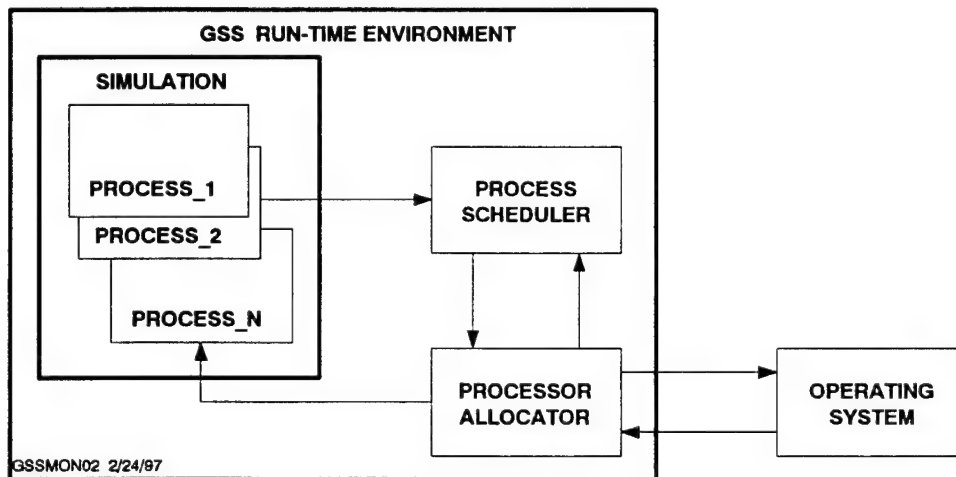 GSS RUN-TIME ENVIRONMENT
SIMULATION
PROCESS_1
PROCESS_2
PROCESS_N
PROCESS
SCHEDULER
PROCESSOR
ALLOCATOR
OPERATING
SYSTEM
GSSMON02 2/24/97